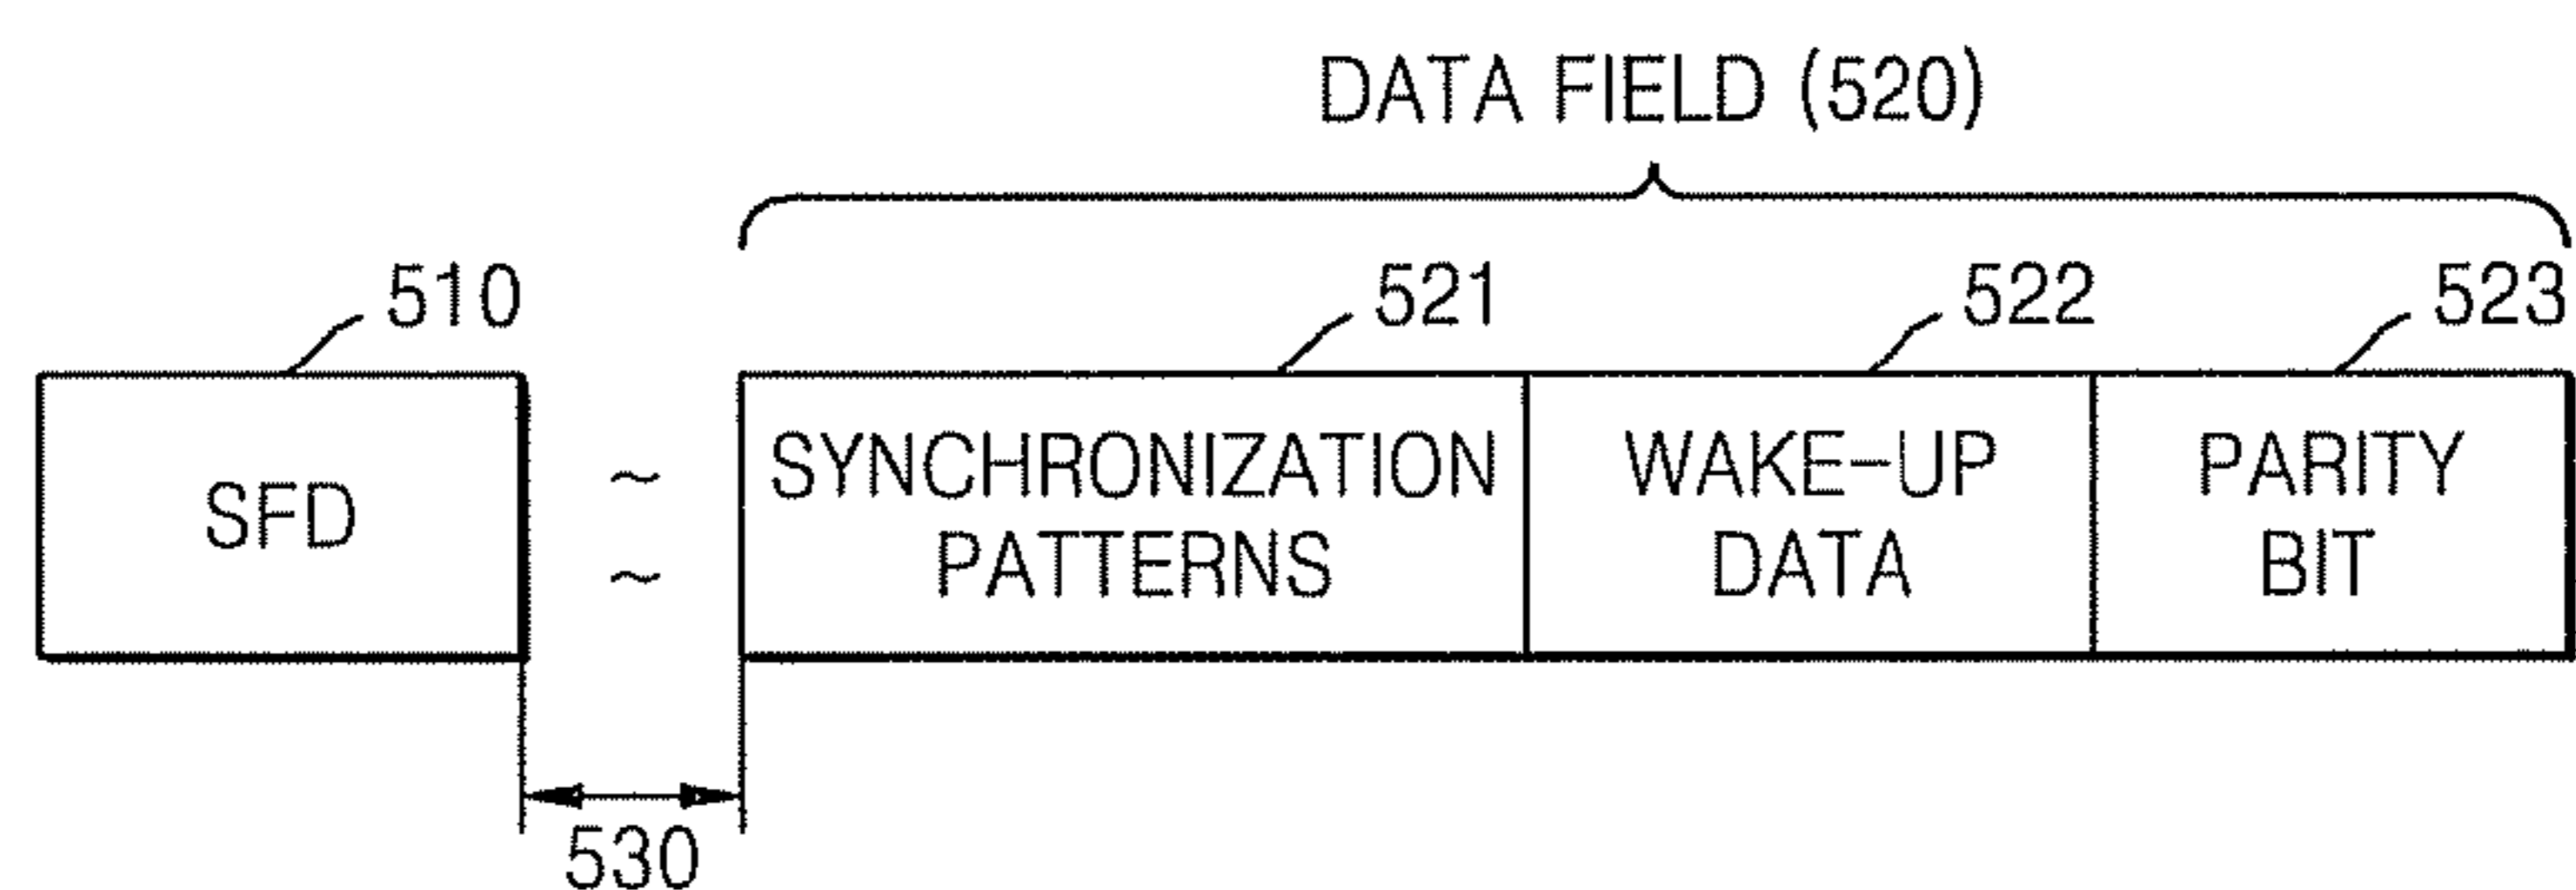 DATA FIELD (520)
510
521
522
523
SFD
~
~
SYNCHRONIZATION
PATTERNS
WAKE-UP
DATA
PARITY
BIT
530